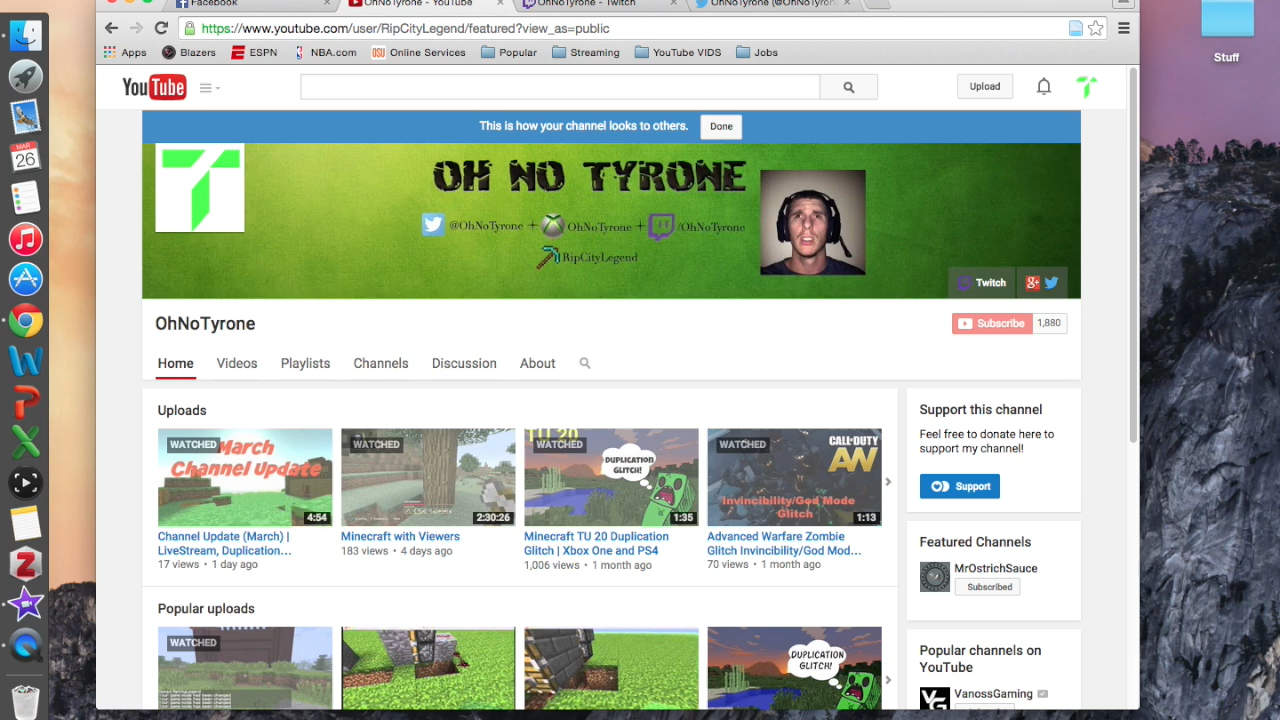 Facebook
OhNoTyrone - YouTube
OhNoTyrone - Twitch
OhNoTyrone (@OhNoTyron
Stuff
https://www.youtube.com/user/RipCityLegend/featured?view_as=public
Apps
Blazers
ESPN
NBA.com
OSU
Online Services
Popular
Streaming
YouTube VIDS
Jobs
YouTube
Upload
This is how your channel looks to others.
Done
OH NO TYRONE
@OhNoTyrone + OhNoTyrone + /OhNoTyrone
RipCityLegend
Twitch
OhNoTyrone
Subscribe
1,880
Home
Videos
Playlists
Channels
Discussion
About
Uploads
WATCHED
March
Channel Update
4:54
WATCHED
2:30:26
TU 20
WATCHED
DUPLICATION
GLITCH!
1:35
WATCHED
CALL OF DUTY
AW
Invincibility/God Mode
Glitch
1:13
Channel Update (March) |
LiveStream, Duplication...
17 views • 1 day ago
Minecraft with Viewers
183 views • 4 days ago
Minecraft TU 20 Duplication
Glitch | Xbox One and PS4
1,006 views • 1 month ago
Advanced Warfare Zombie
Glitch Invincibility/God Mod...
70 views • 1 month ago
Popular uploads
WATCHED
DUPLICATION
GLITCH!
Support this channel
Feel free to donate here to
support my channel!
Support
Featured Channels
MrOstrichSauce
Subscribed
Popular channels on
YouTube
VG
VanossGaming
MAR
26